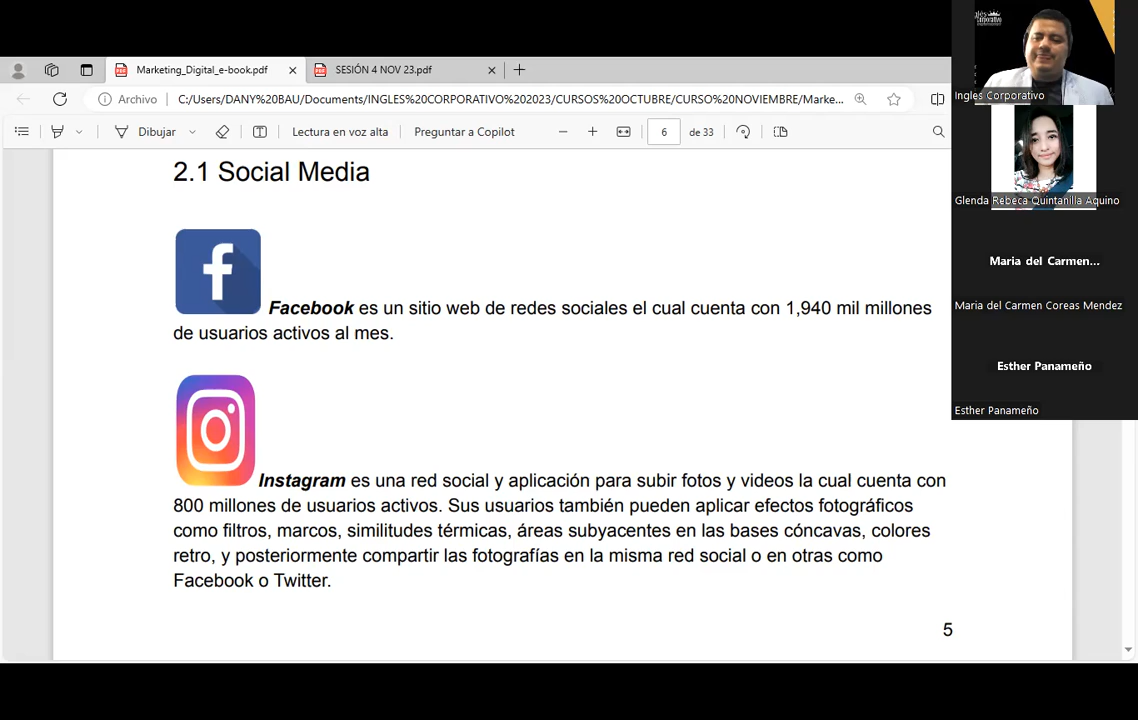 Marketing_Digital_e-book.pdf
SESIÓN 4 NOV 23.pdf
Archivo
C:/Users/DANY%20BAU/Documents/INGLES%20CORPORATIVO%202023/CURSOS%20OCTUBRE/CURSO%20NOVIEMBRE/Marke...
Dibujar
Lectura en voz alta
Preguntar a Copilot
6
de 33
2.1 Social Media
Facebook es un sitio web de redes sociales el cual cuenta con 1,940 mil millones
de usuarios activos al mes.
Instagram es una red social y aplicación para subir fotos y videos la cual cuenta con
800 millones de usuarios activos. Sus usuarios también pueden aplicar efectos fotográficos
como filtros, marcos, similitudes térmicas, áreas subyacentes en las bases cóncavas, colores
retro, y posteriormente compartir las fotografías en la misma red social o en otras como
Facebook o Twitter.
5
Ingles Corporativo
Glenda Rebeca Quintanilla Aquino
Maria del Carmen...
Maria del Carmen Coreas Mendez
Esther Panameño
Esther Panameño